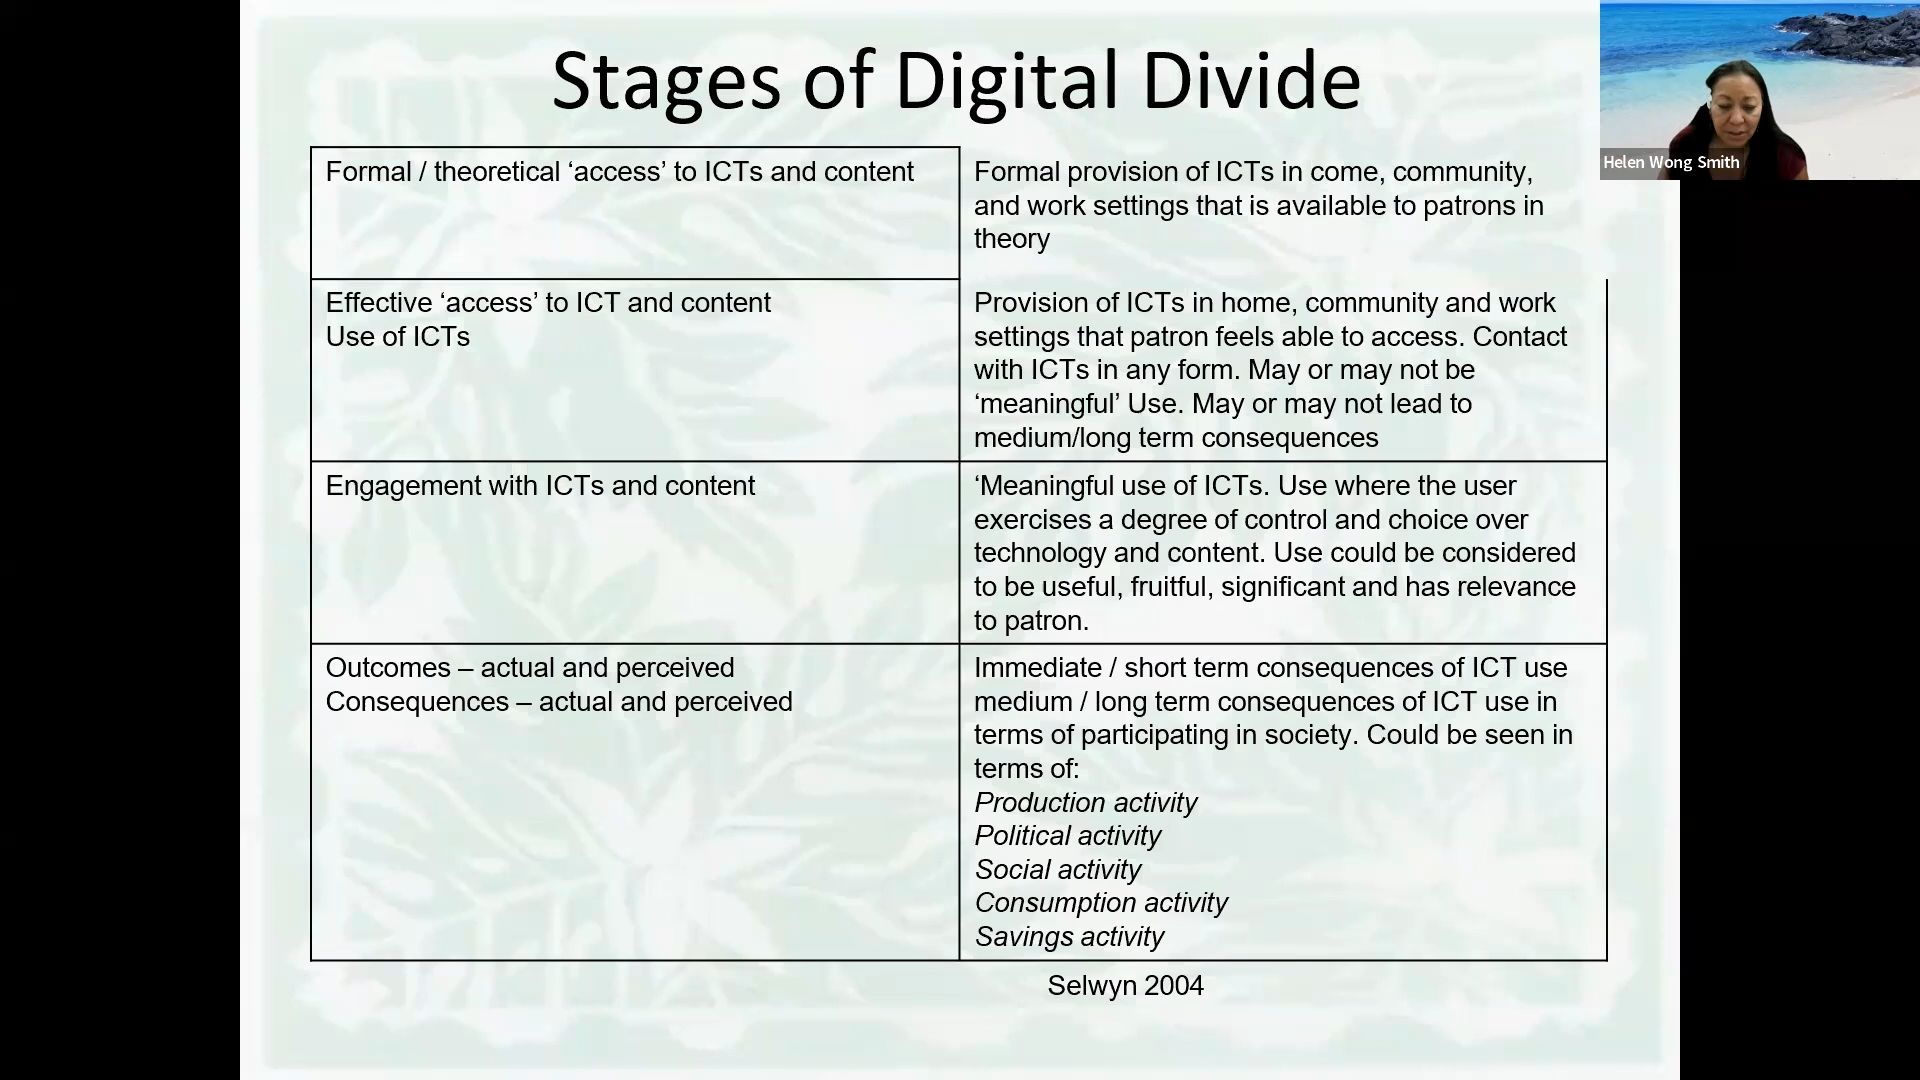 Stages of Digital Divide
Helen Wong Smith
Formal / theoretical ‘access’ to ICTs and content
Formal provision of ICTs in come, community,
and work settings that is available to patrons in
theory
Effective ‘access’ to ICT and content
Use of ICTs
Provision of ICTs in home, community and work
settings that patron feels able to access. Contact
with ICTs in any form. May or may not be
‘meaningful’ Use. May or may not lead to
medium/long term consequences
Engagement with ICTs and content
‘Meaningful use of ICTs. Use where the user
exercises a degree of control and choice over
technology and content. Use could be considered
to be useful, fruitful, significant and has relevance
to patron.
Outcomes – actual and perceived
Consequences – actual and perceived
Immediate / short term consequences of ICT use
medium / long term consequences of ICT use in
terms of participating in society. Could be seen in
terms of:
Production activity
Political activity
Social activity
Consumption activity
Savings activity
Selwyn 2004